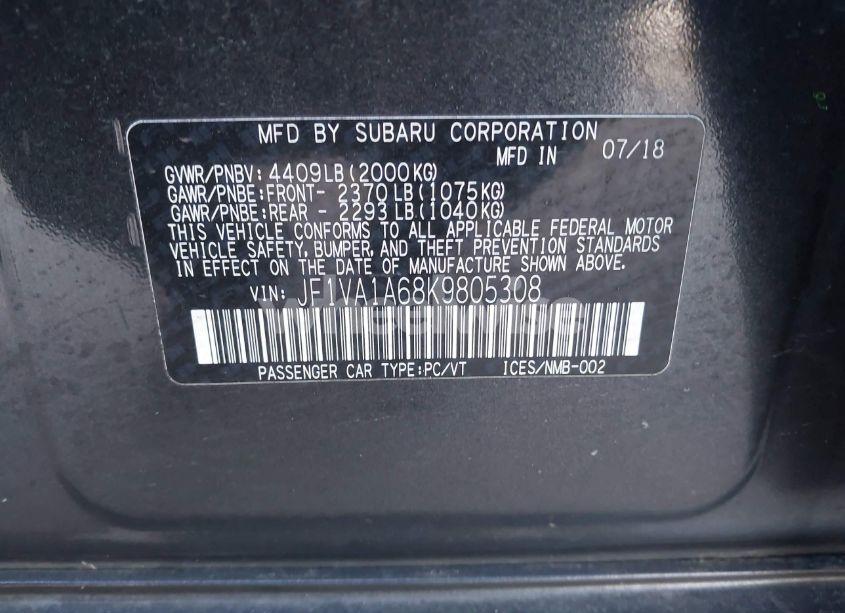 MFD BY SUBARU CORPORATION
MFD IN 07/18
GVWR/PNBV: 4409LB(2000KG)
GAWR/PNBE:FRONT- 2370LB(1075KG)
GAWR/PNBE:REAR - 2293LB(1040KG)
THIS VEHICLE CONFORMS TO ALL APPLICABLE FEDERAL MOTOR
VEHICLE SAFETY, BUMPER, AND THEFT PREVENTION STANDARDS
IN EFFECT ON THE DATE OF MANUFACTURE SHOWN ABOVE.
VIN: JF1VA1A68K9805308
PASSENGER CAR TYPE:PC/VT ICES/NMB-002